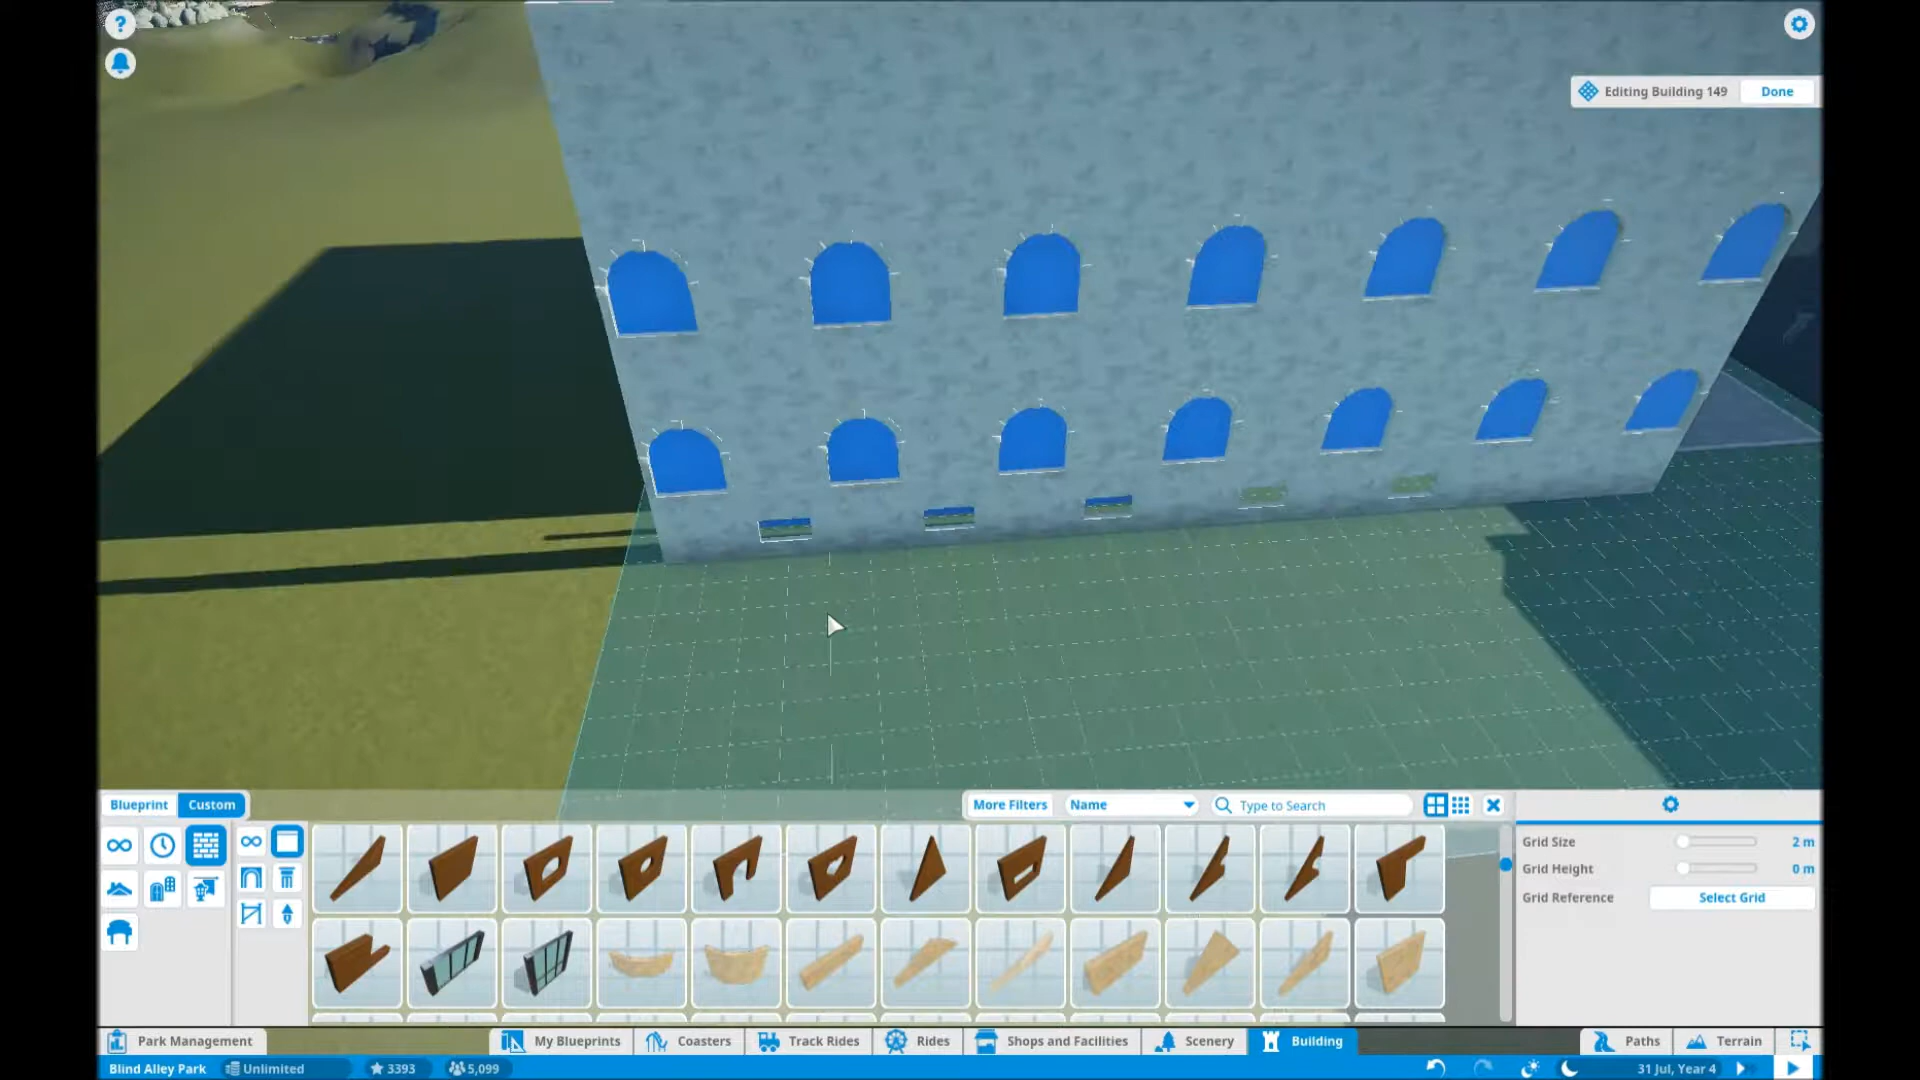 ?
Editing Building 149 Done
Blueprint Custom
More Filters Name Type to Search
Grid Size 2 m
Grid Height 0 m
Grid Reference Select Grid
Park Management My Blueprints Coasters Track Rides Rides Shops and Facilities Scenery Building Paths Terrain
Blind Alley Park Unlimited 3393 5,099 31 Jul, Year 4